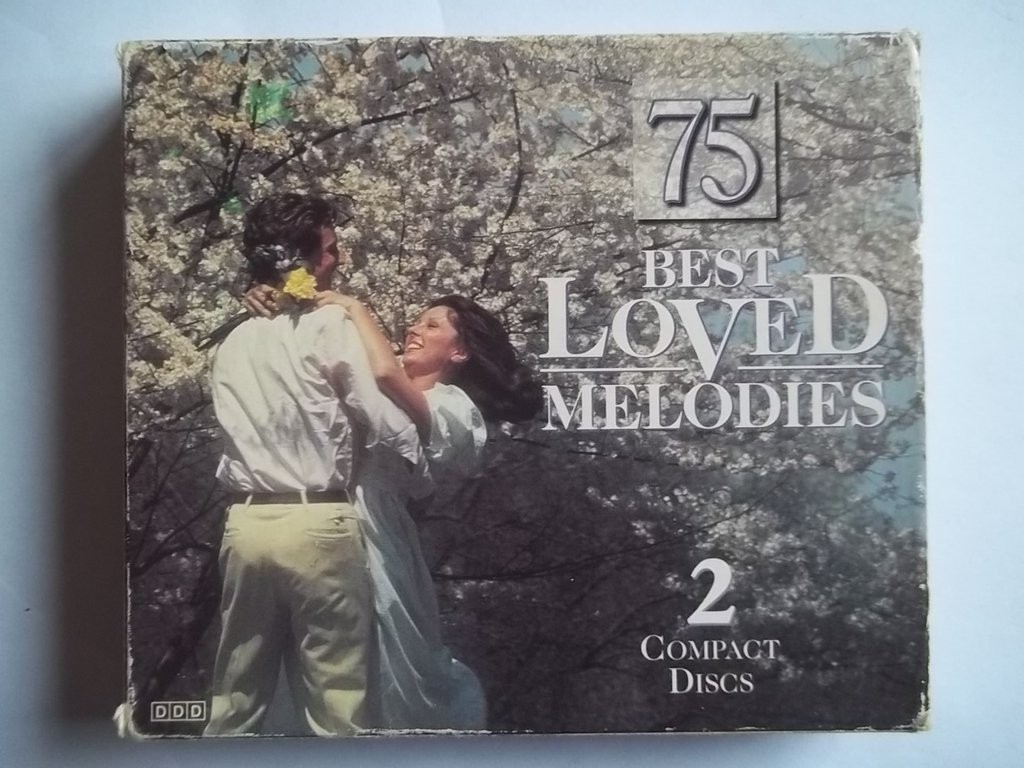 75
BEST
LOVED
MELODIES
2
COMPACT
DISCS
DDD